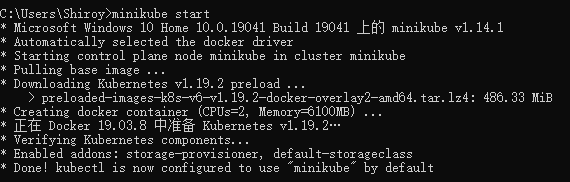 C:\Users\Shiroy>minikube start
* Microsoft Windows 10 Home 10.0.19041 Build 19041 上的 minikube v1.14.1
* Automatically selected the docker driver
* Starting control plane node minikube in cluster minikube
* Pulling base image ...
* Downloading Kubernetes v1.19.2 preload ...
> preloaded-images-k8s-v6-v1.19.2-docker-overlay2-amd64.tar.lz4: 486.33 MiB
* Creating docker container (CPUs=2, Memory=6100MB) ...
* 正在 Docker 19.03.8 中准备 Kubernetes v1.19.2…
* Verifying Kubernetes components...
* Enabled addons: storage-provisioner, default-storageclass
* Done! kubectl is now configured to use "minikube" by default